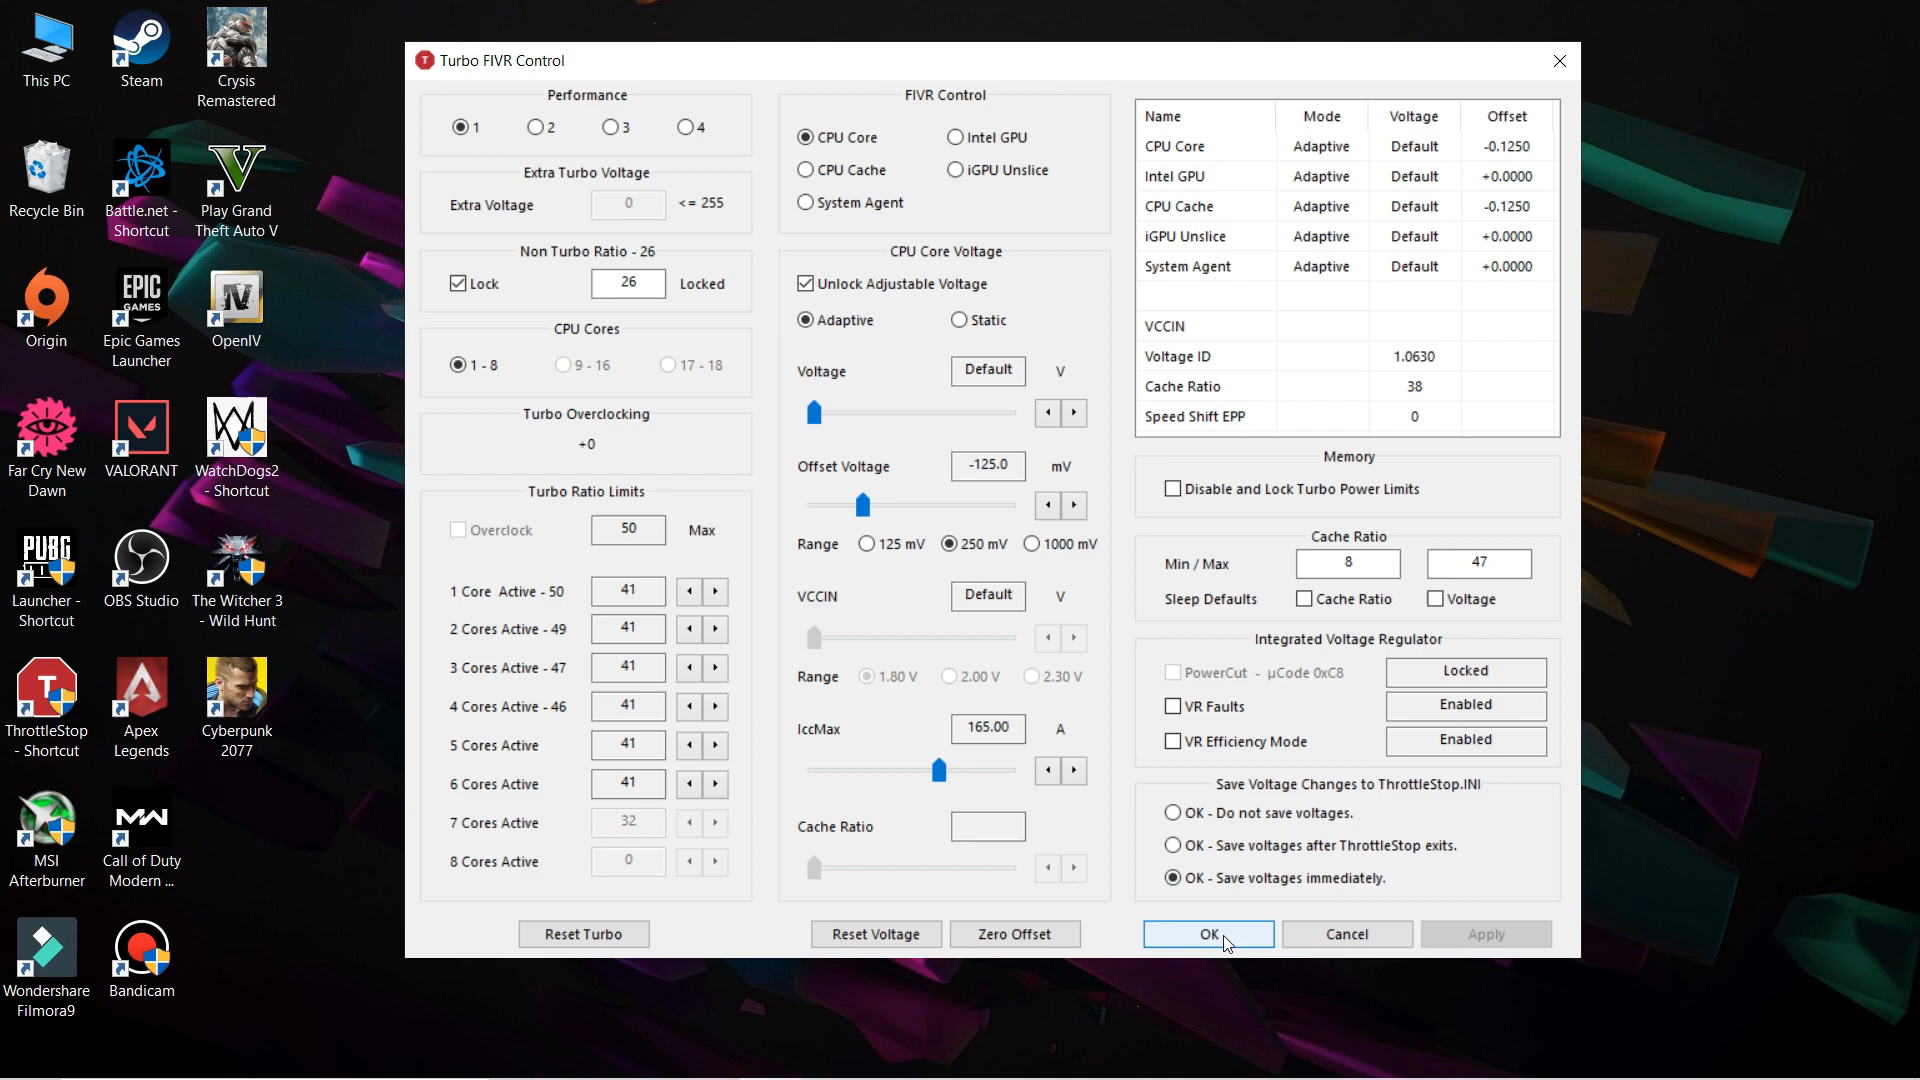 This PC
Steam
Crysis
Remastered
Recycle Bin
Battle.net -
Shortcut
Play Grand
Theft Auto V
Origin
EPIC
GAMES
Epic Games
Launcher
OpenIV
Far Cry New
Dawn
VALORANT
WatchDogs2
- Shortcut
PUBG
Launcher -
Shortcut
OBS Studio
The Witcher 3
- Wild Hunt
T
ThrottleStop
- Shortcut
Apex
Legends
Cyberpunk
2077
MSI
Afterburner
MW
Call of Duty
Modern ...
Wondershare
Filmora9
Bandicam
T Turbo FIVR Control
Performance
1
2
3
4
Extra Turbo Voltage
Extra Voltage
0
<= 255
Non Turbo Ratio - 26
Lock
26
Locked
CPU Cores
1 - 8
9 - 16
17 - 18
Turbo Overclocking
+0
Turbo Ratio Limits
Overclock
50
Max
1 Core Active - 50
41
2 Cores Active - 49
41
3 Cores Active - 47
41
4 Cores Active - 46
41
5 Cores Active
41
6 Cores Active
41
7 Cores Active
32
8 Cores Active
0
Reset Turbo
FIVR Control
CPU Core
Intel GPU
CPU Cache
iGPU Unslice
System Agent
CPU Core Voltage
Unlock Adjustable Voltage
Adaptive
Static
Voltage
Default
V
Offset Voltage
-125.0
mV
Range
125 mV
250 mV
1000 mV
VCCIN
Default
V
Range
1.80 V
2.00 V
2.30 V
IccMax
165.00
A
Cache Ratio
Reset Voltage
Zero Offset
Name Mode Voltage Offset
CPU Core Adaptive Default -0.1250
Intel GPU Adaptive Default +0.0000
CPU Cache Adaptive Default -0.1250
iGPU Unslice Adaptive Default +0.0000
System Agent Adaptive Default +0.0000
VCCIN
Voltage ID 1.0630
Cache Ratio 38
Speed Shift EPP 0
Memory
Disable and Lock Turbo Power Limits
Cache Ratio
Min / Max
8
47
Sleep Defaults
Cache Ratio
Voltage
Integrated Voltage Regulator
PowerCut - µCode 0xC8
Locked
VR Faults
Enabled
VR Efficiency Mode
Enabled
Save Voltage Changes to ThrottleStop.INI
OK - Do not save voltages.
OK - Save voltages after ThrottleStop exits.
OK - Save voltages immediately.
OK
Cancel
Apply